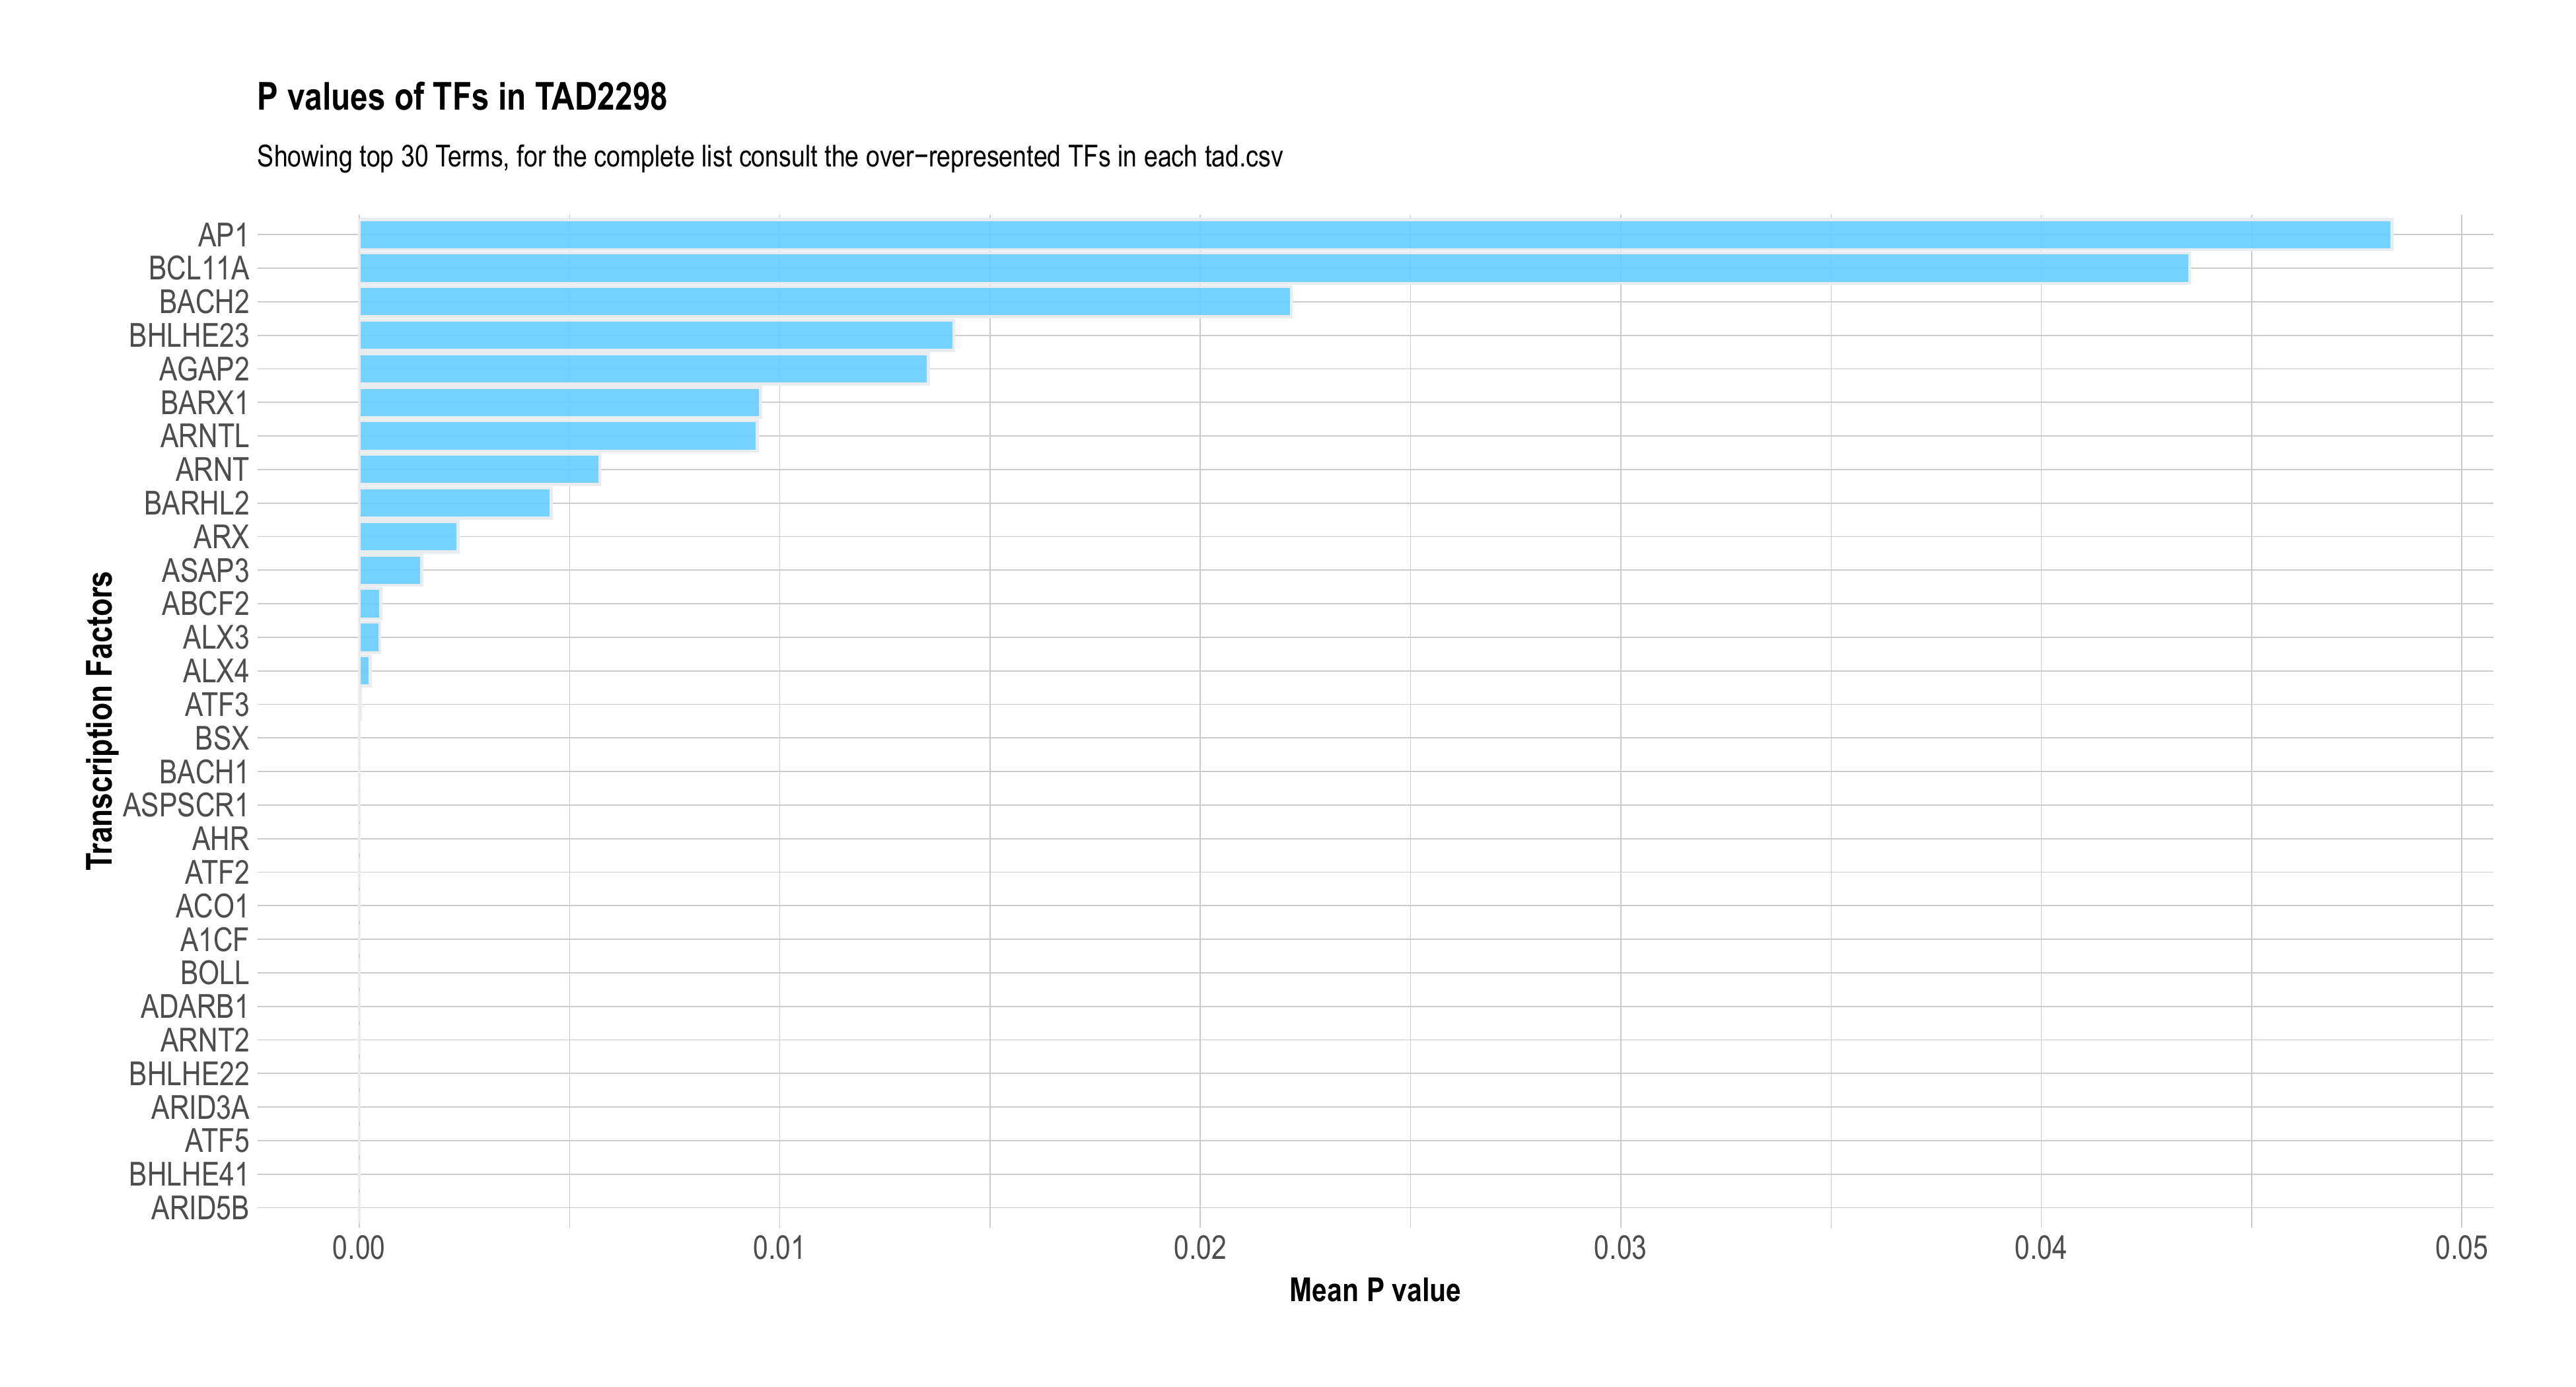 P values of TFs in TAD2298
Showing top 30 Terms, for the complete list consult the over−represented TFs in each tad.csv
Transcription Factors
AP1
BCL11A
BACH2
BHLHE23
AGAP2
BARX1
ARNTL
ARNT
BARHL2
ARX
ASAP3
ABCF2
ALX3
ALX4
ATF3
BSX
BACH1
ASPSCR1
AHR
ATF2
ACO1
A1CF
BOLL
ADARB1
ARNT2
BHLHE22
ARID3A
ATF5
BHLHE41
ARID5B
0.00 0.01 0.02 0.03 0.04 0.05
Mean P value